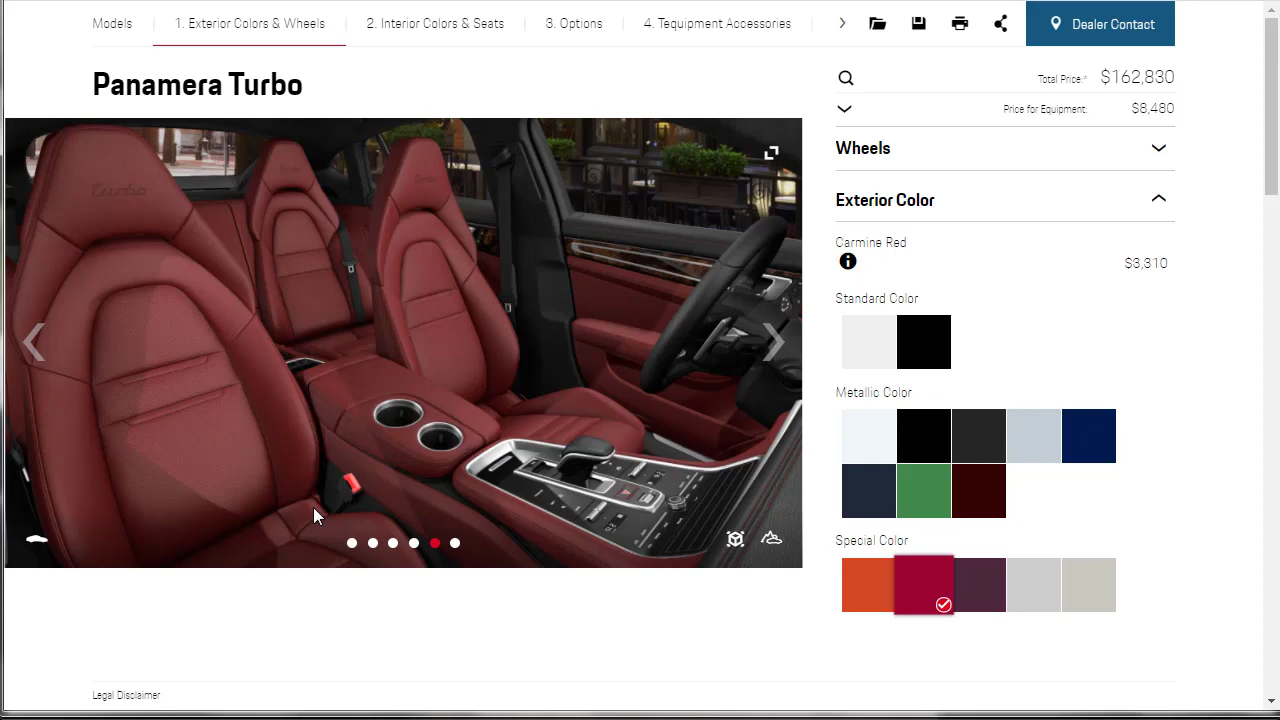 Models
1. Exterior Colors & Wheels
2. Interior Colors & Seats
3. Options
4. Tequipment Accessories
Dealer Contact
Panamera Turbo
Total Price:* $162,830
Price for Equipment: $8,480
Wheels
Exterior Color
Carmine Red
$3,310
Standard Color
Metallic Color
Special Color
turbo
Legal Disclaimer